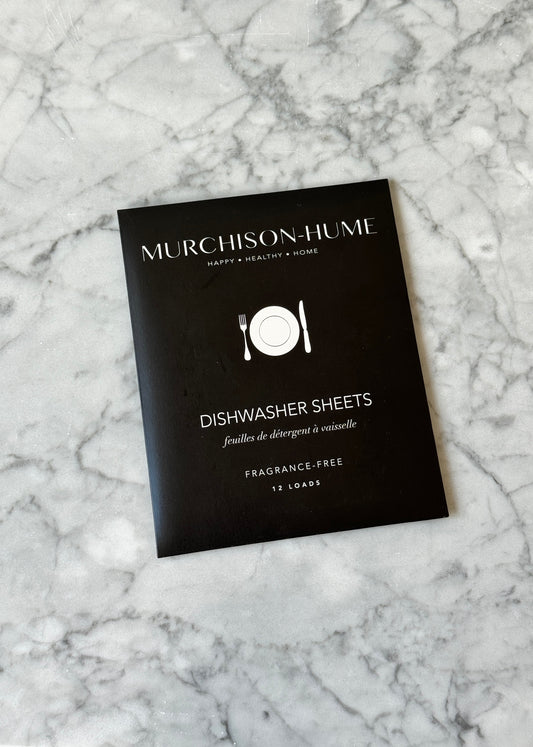 MURCHISON-HUME
HAPPY • HEALTHY • HOME
DISHWASHER SHEETS
feuilles de détergent à vaisselle
FRAGRANCE-FREE
12 LOADS